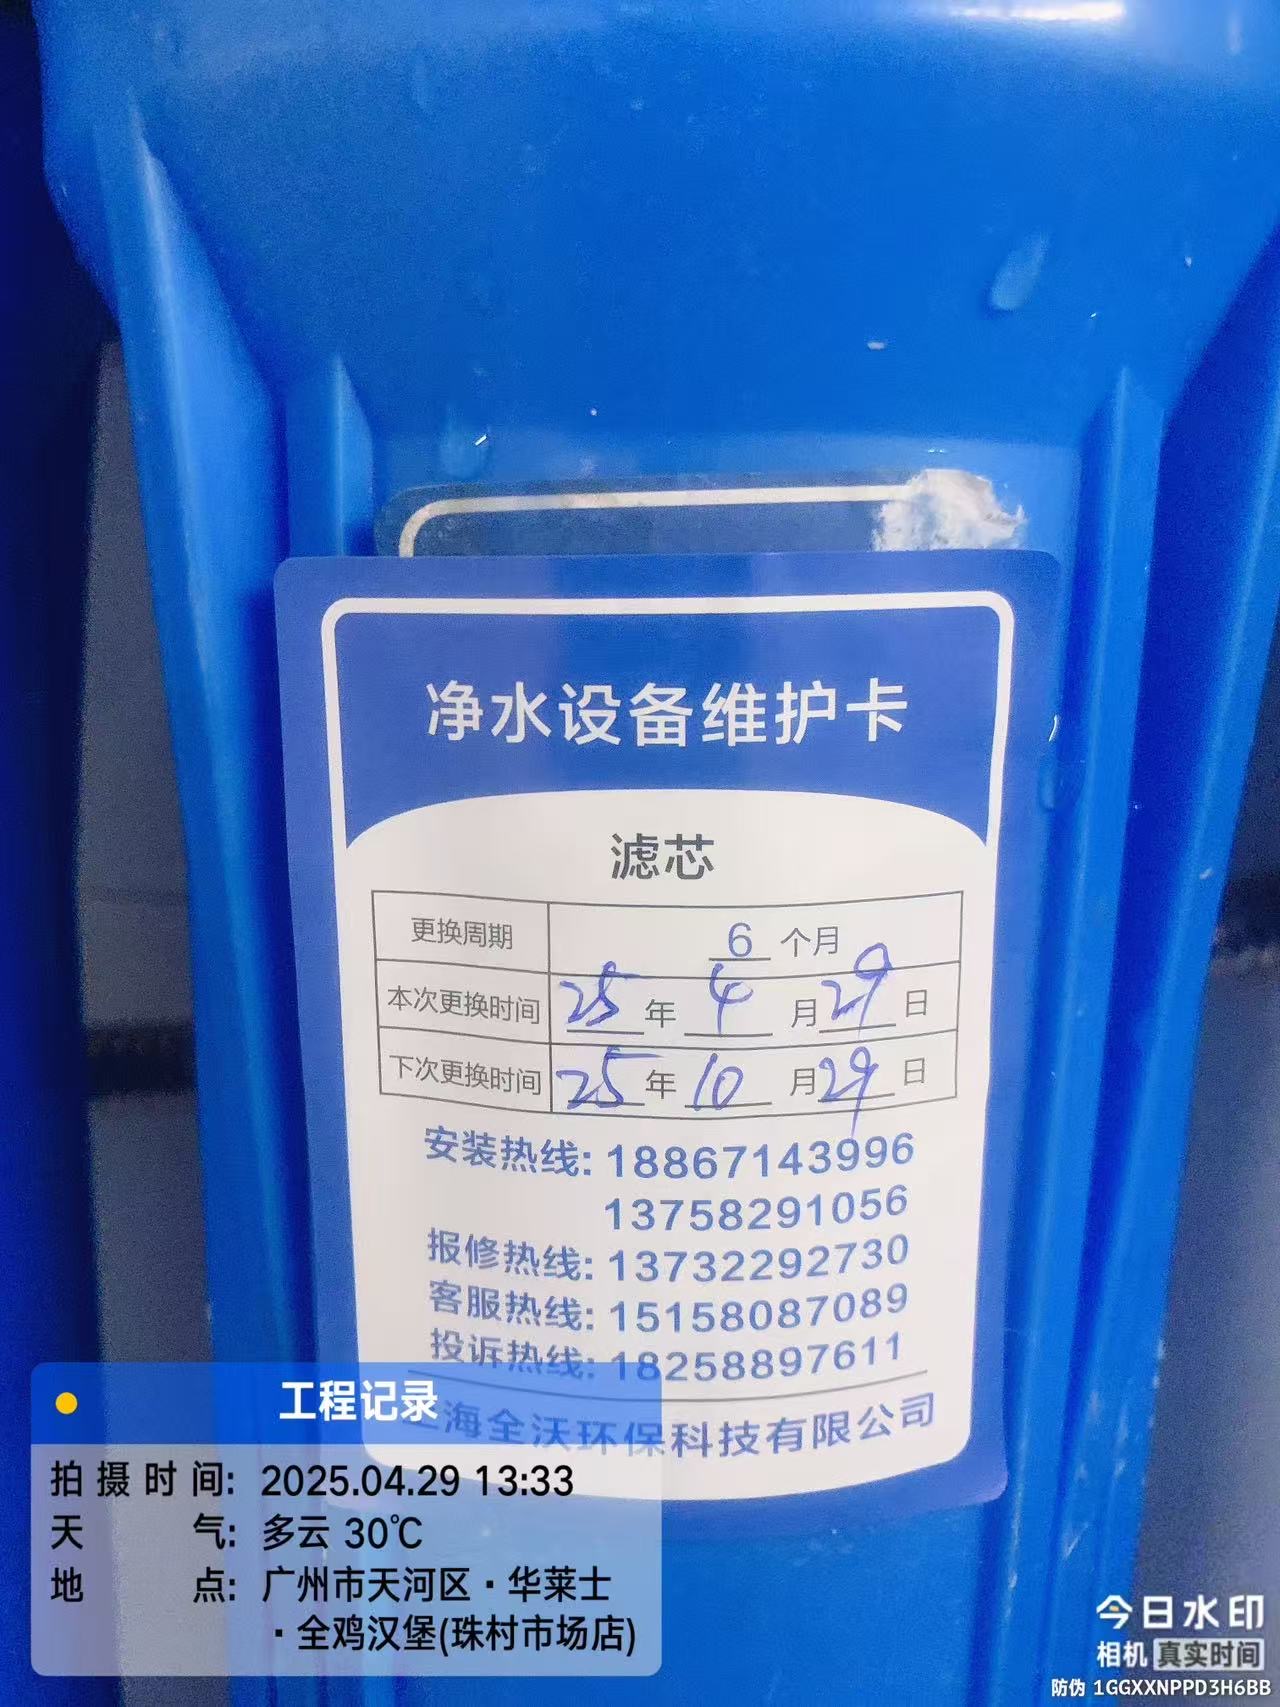 净水设备维护卡
滤芯
更换周期 6 个月
本次更换时间 25 年 4 月 29 日
下次更换时间 25 年 10 月 29 日
安装热线: 18867143996
13758291056
报修热线: 13732292730
客服热线: 15158087089
投诉热线: 18258897611
海全沃环保科技有限公司
工程记录
拍摄时间: 2025.04.29 13:33
天气: 多云 30℃
地点: 广州市天河区·华莱士
·全鸡汉堡(珠村市场店)
今日水印
相机 真实时间
防伪 1GGXXNPPD3H6BB